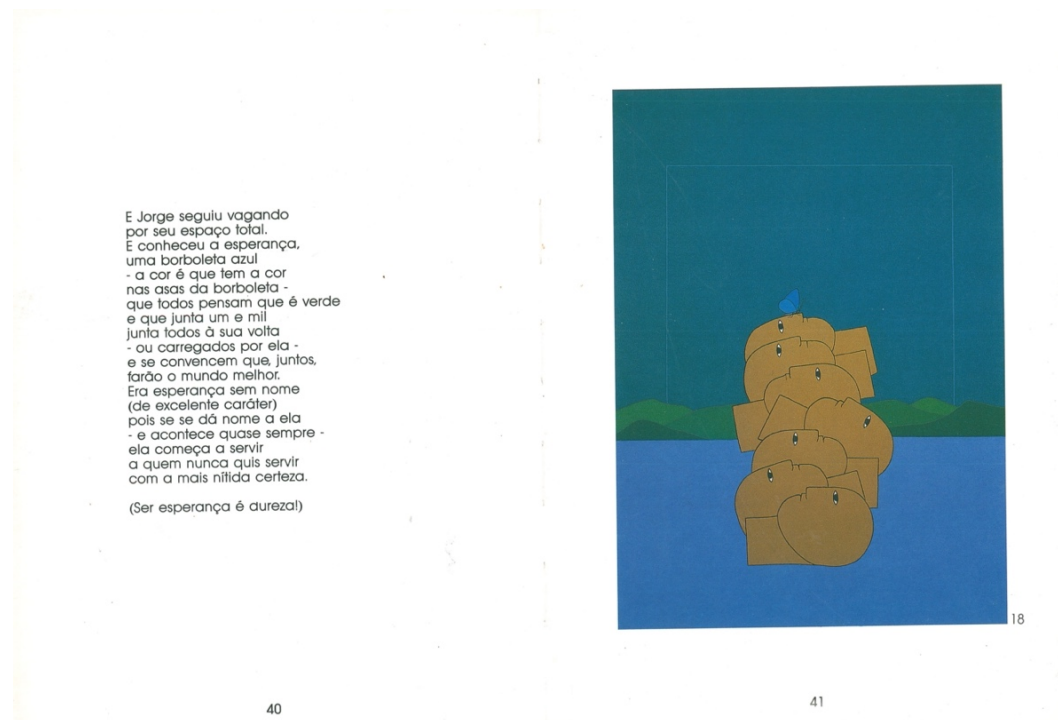 E Jorge seguiu vagando
por seu espaço total.
E conheceu a esperança,
uma borboleta azul
- a cor é que tem a cor
nas asas da borboleta -
que todos pensam que é verde
e que junta um e mil
junta todos à sua volta
- ou carregados por ela -
e se convencem que, juntos,
farão o mundo melhor.
Era esperança sem nome
(de excelente caráter)
pois se se dá nome a ela
- e acontece quase sempre -
ela começa a servir
a quem nunca quis servir
com a mais nítida certeza.
(Ser esperança é dureza!)
40
18
41